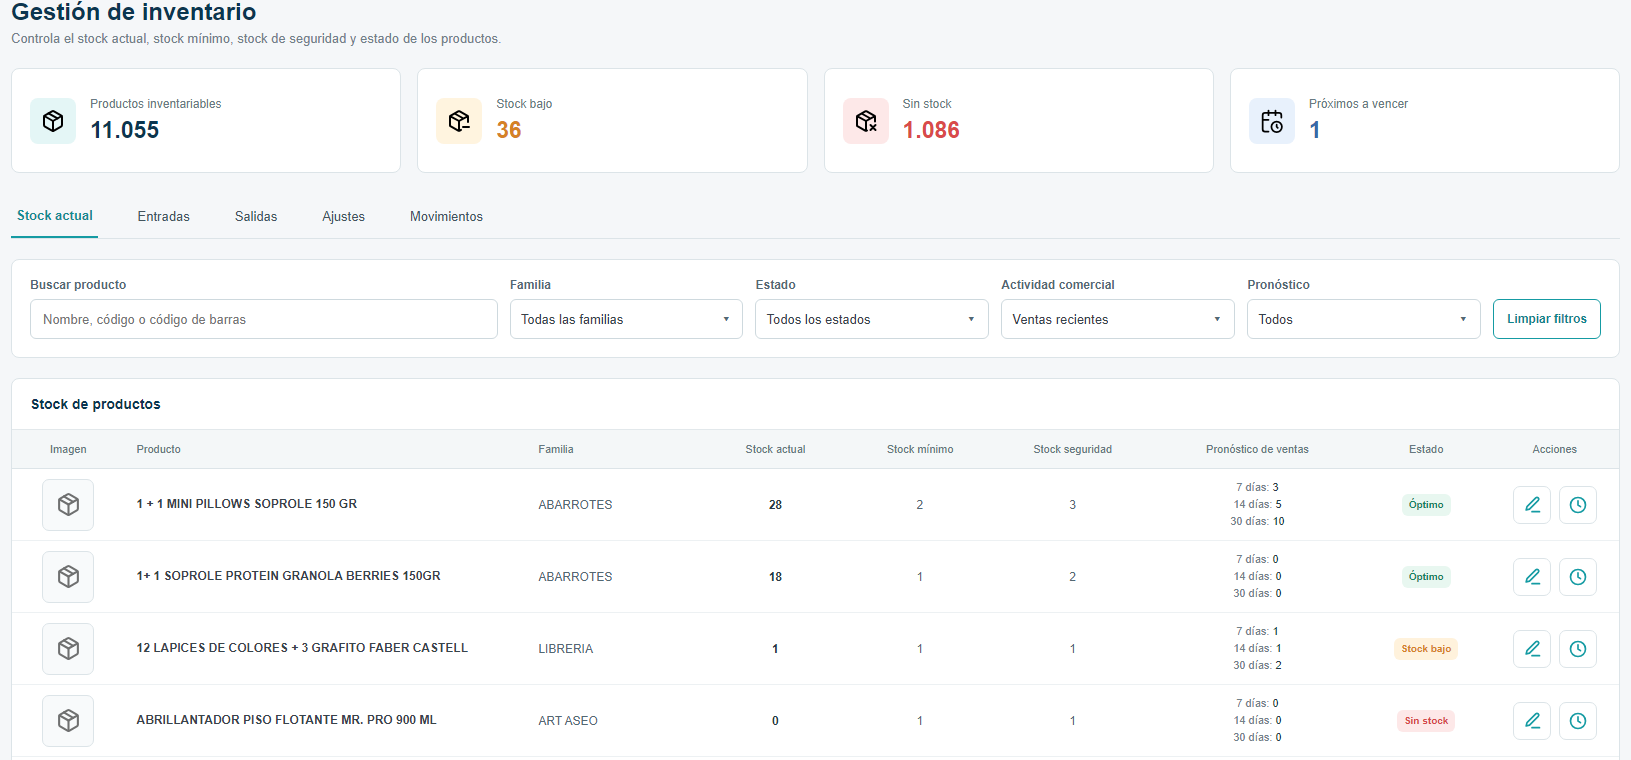 Gestión de inventario
Controla el stock actual, stock mínimo, stock de seguridad y estado de los productos.
Productos inventariables
11.055
Stock bajo
36
Sin stock
1.086
Próximos a vencer
1
Stock actual Entradas Salidas Ajustes Movimientos
Buscar producto Familia Estado Actividad comercial Pronóstico
Nombre, código o código de barras Todas las familias Todos los estados Ventas recientes Todos Limpiar filtros
Stock de productos
Imagen Producto Familia Stock actual Stock mínimo Stock seguridad Pronóstico de ventas Estado Acciones
1 + 1 MINI PILLOWS SOPROLE 150 GR ABARROTES 28 2 3
7 días: 3
14 días: 5
30 días: 10
Óptimo
1+ 1 SOPROLE PROTEIN GRANOLA BERRIES 150GR ABARROTES 18 1 2
7 días: 0
14 días: 0
30 días: 0
Óptimo
12 LAPICES DE COLORES + 3 GRAFITO FABER CASTELL LIBRERIA 1 1 1
7 días: 1
14 días: 1
30 días: 2
Stock bajo
ABRILLANTADOR PISO FLOTANTE MR. PRO 900 ML ART ASEO 0 1 1
7 días: 0
14 días: 0
30 días: 0
Sin stock